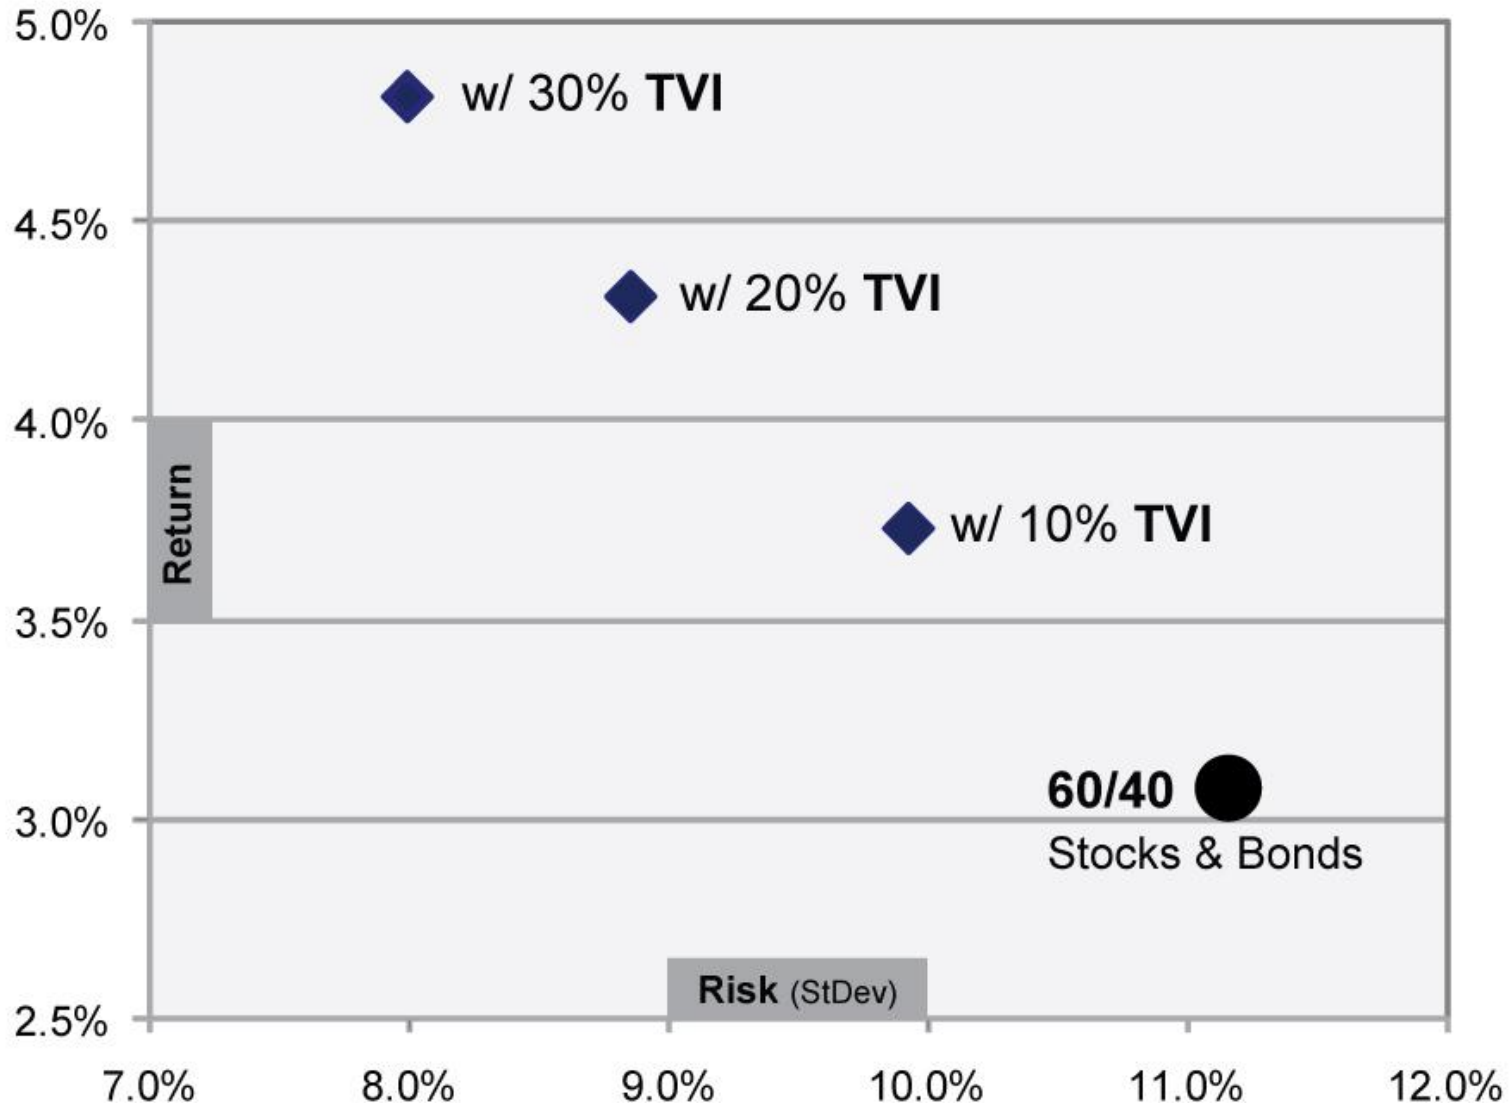 5.0%
w/ 30% TVI
4.5%
w/ 20% TVI
4.0%
Return
w/ 10% TVI
3.5%
60/40
3.0%
Stocks & Bonds
Risk (StDev)
2.5%
7.0% 8.0% 9.0% 10.0% 11.0% 12.0%